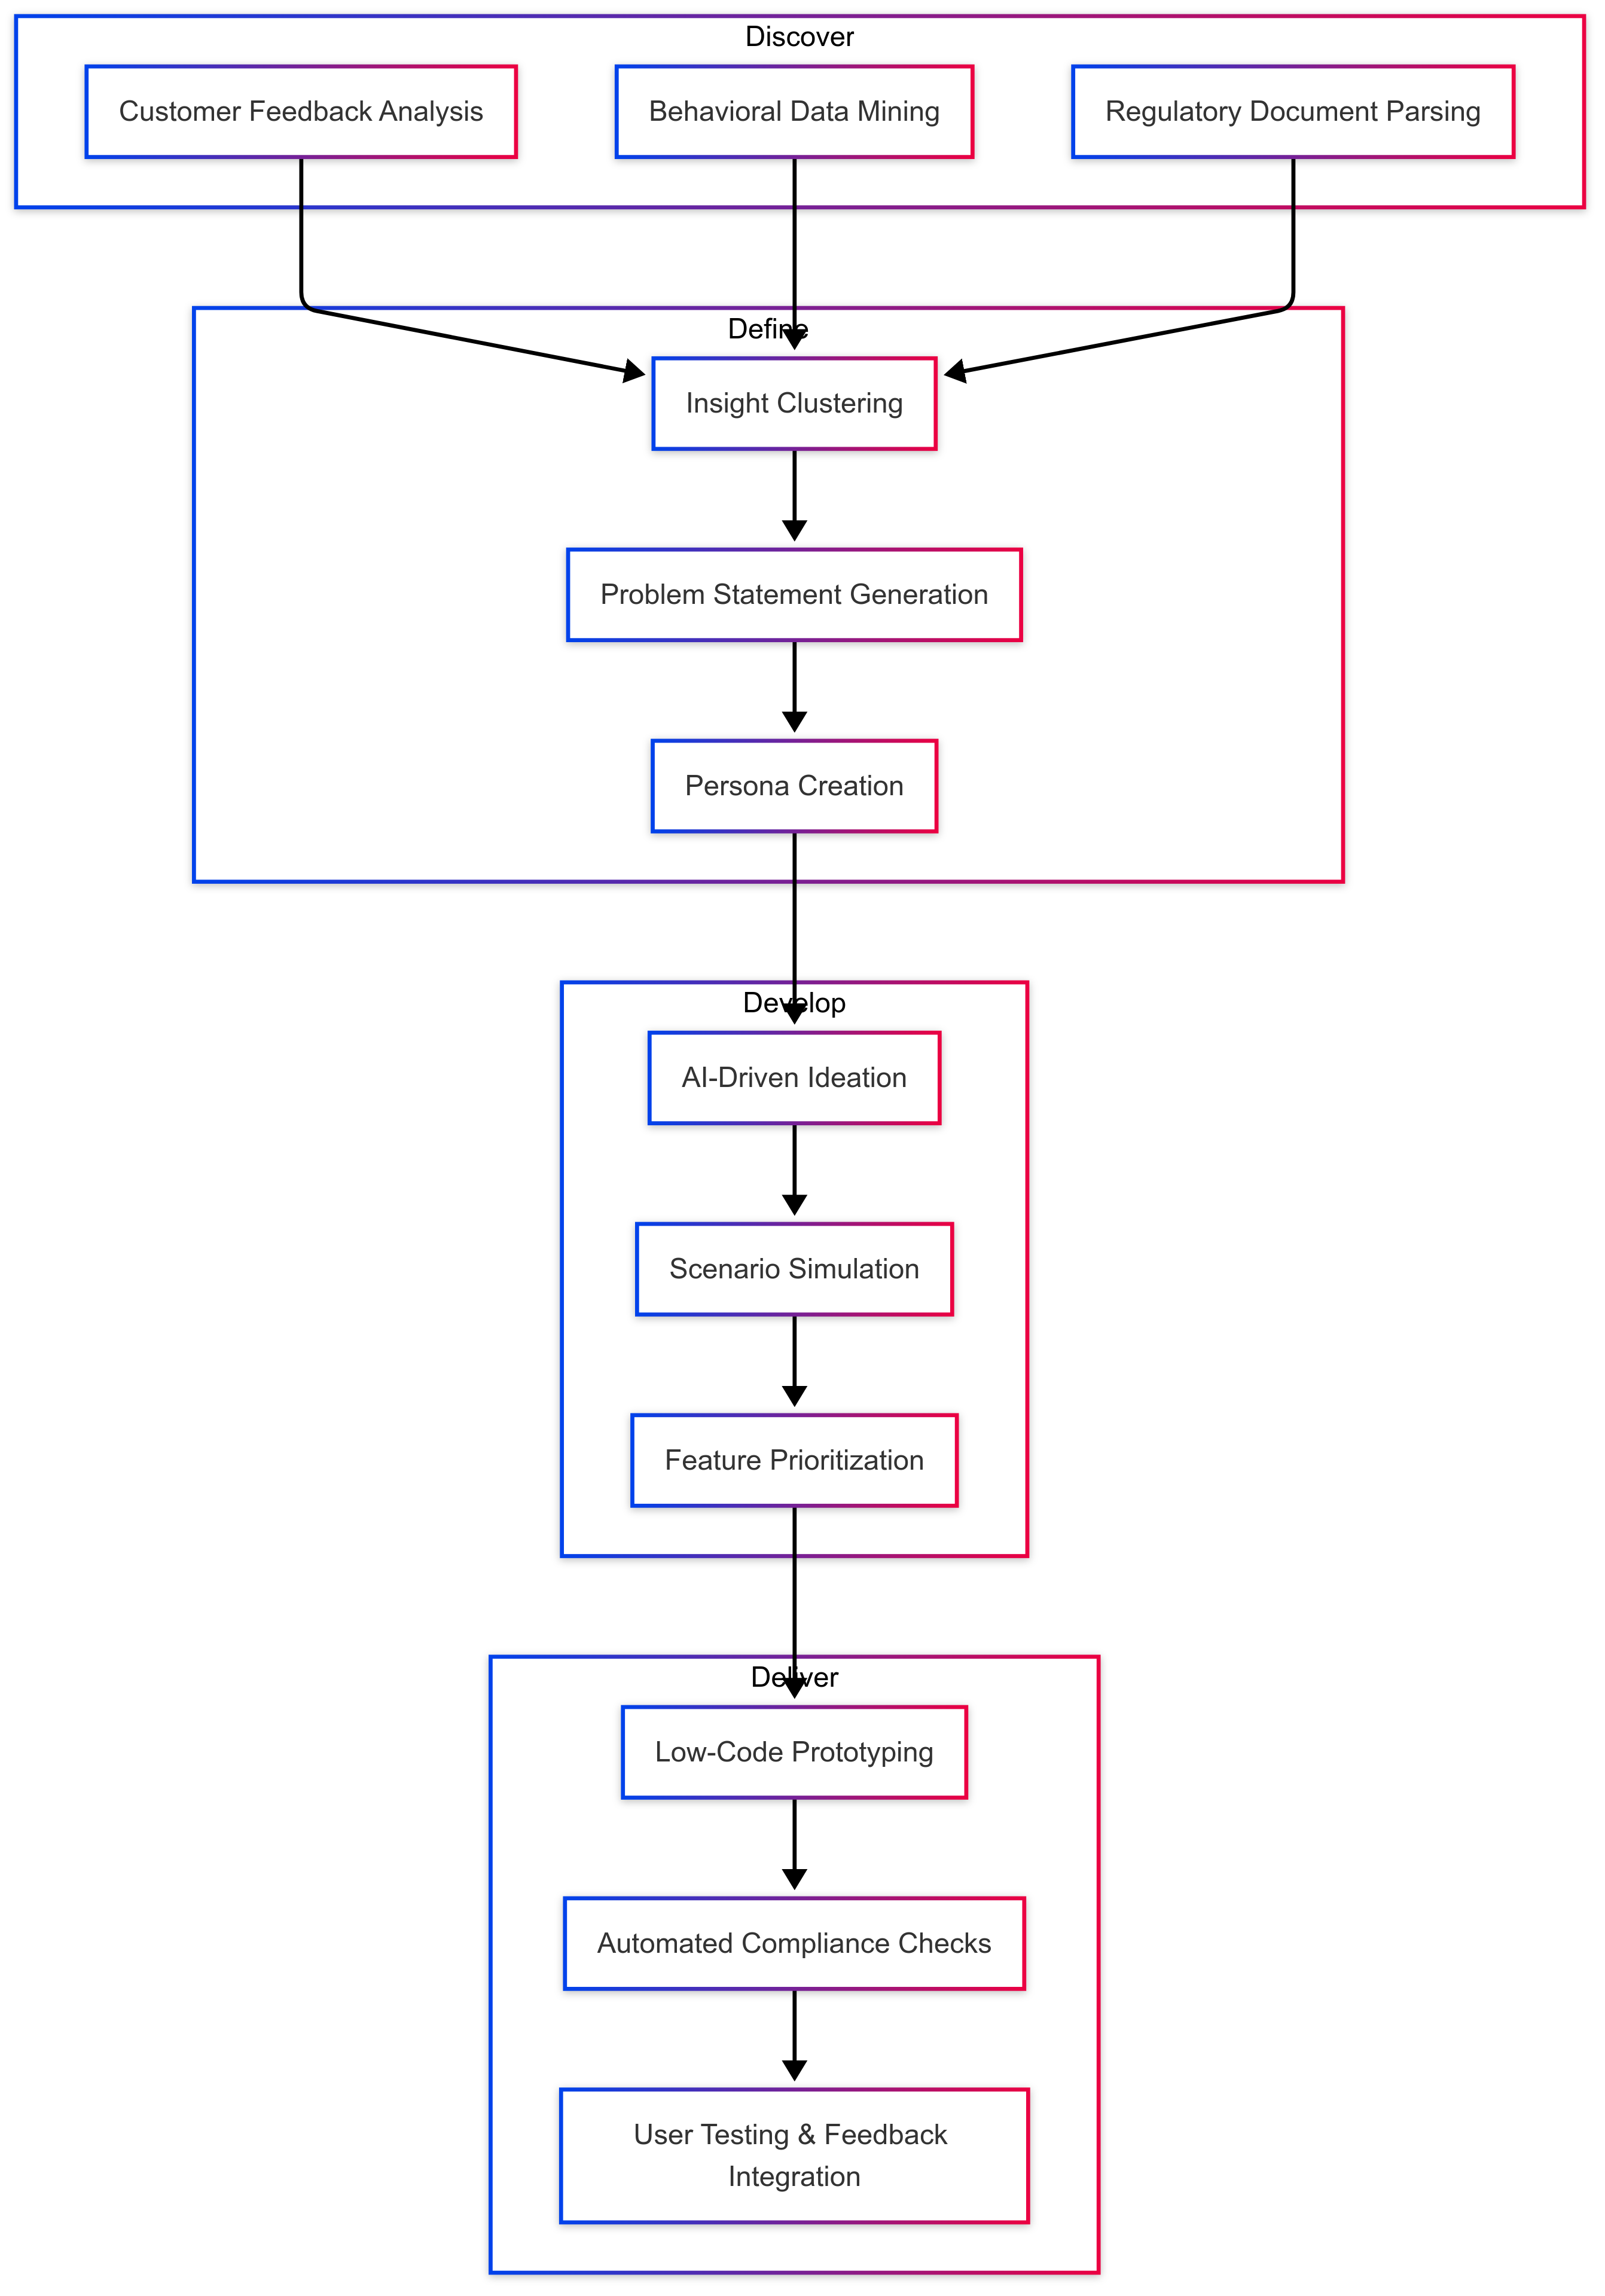 Discover
Customer Feedback Analysis
Behavioral Data Mining
Regulatory Document Parsing
Define
Insight Clustering
Problem Statement Generation
Persona Creation
Develop
AI-Driven Ideation
Scenario Simulation
Feature Prioritization
Deliver
Low-Code Prototyping
Automated Compliance Checks
User Testing & Feedback
Integration